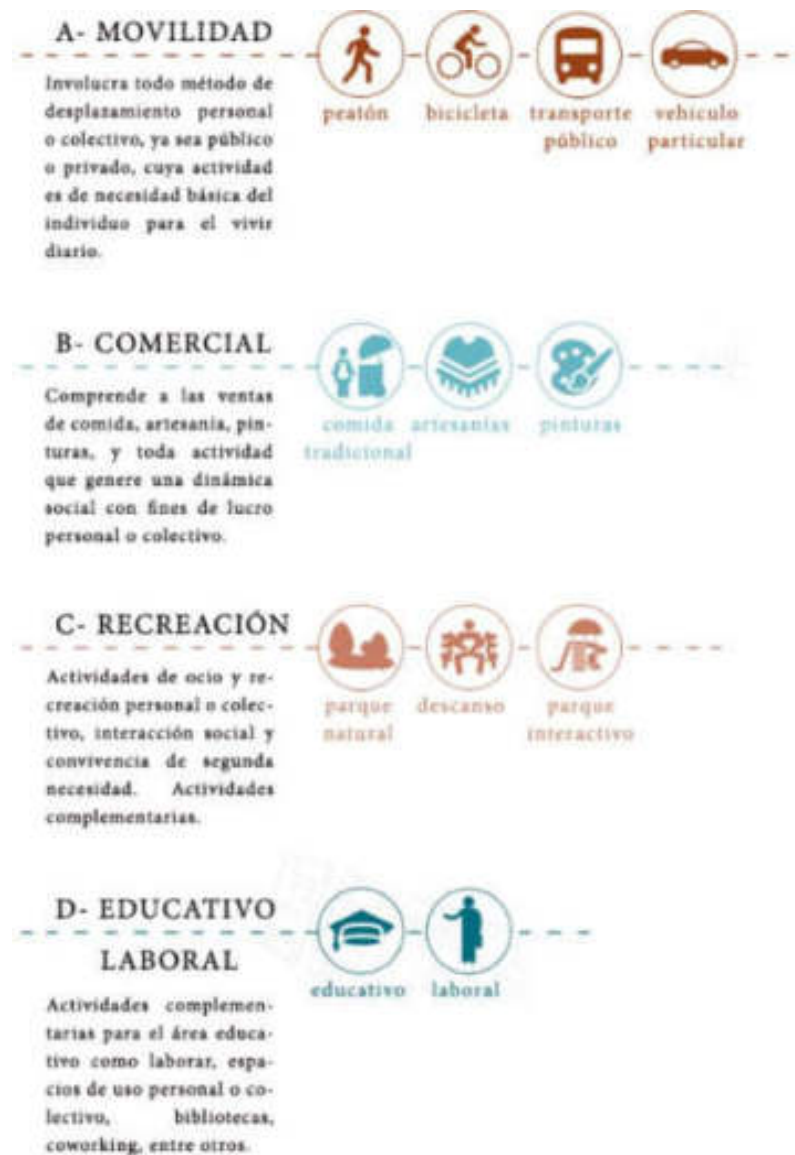 A- MOVILIDAD
Involucra todo método de
desplazamiento personal
o colectivo, ya sea público
o privado, cuya actividad
es de necesidad básica del
individuo para el vivir
diario.
peatón
bicicleta
transporte
público
vehiculo
particular
B- COMERCIAL
Comprende a las ventas
de comida, artesanía, pin-
turas, y toda actividad
que genere una dinámica
social con fines de lucro
personal o colectivo.
comida
tradicional
artesanías
pinturas
C- RECREACIÓN
Actividades de ocio y re-
creación personal o colec-
tivo, interacción social y
convivencia de segunda
necesidad. Actividades
complementarias.
parque
natural
descanso
parque
interactivo
D- EDUCATIVO
LABORAL
Actividades complemen-
tarias para el área educa-
tivo como laborar, espa-
cios de uso personal o co-
lectivo, bibliotecas,
coworking, entre otros.
educativo
laboral